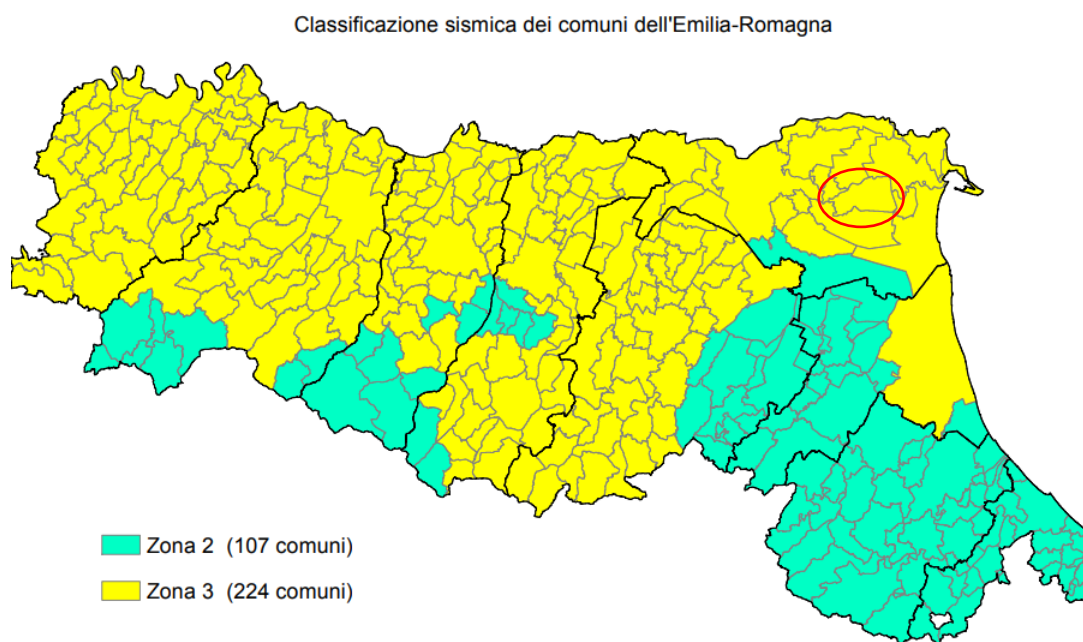 Classificazione sismica dei comuni dell'Emilia-Romagna
Zona 2 (107 comuni)
Zona 3 (224 comuni)